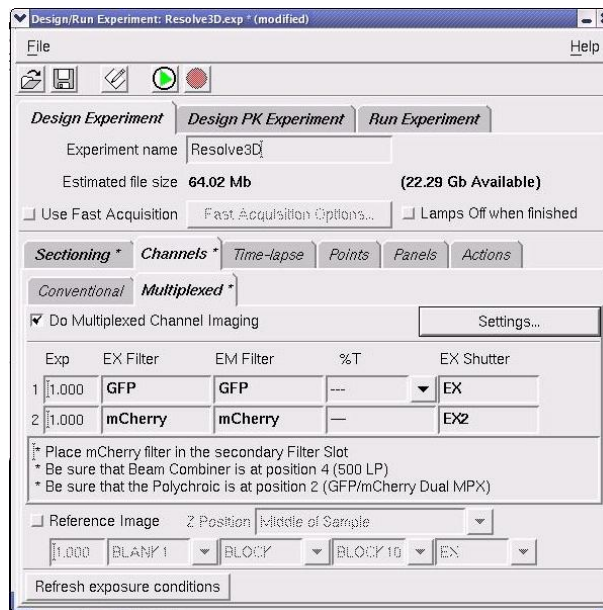 Design/Run Experiment: Resolve3D.exp * (modified)
File Help
Design Experiment Design PK Experiment Run Experiment
Experiment name Resolve3D
Estimated file size 64.02 Mb (22.29 Gb Available)
Use Fast Acquisition Fast Acquisition Options... Lamps Off when finished
Sectioning * Channels * Time-lapse Points Panels Actions
Conventional Multiplexed *
Do Multiplexed Channel Imaging Settings...
Exp EX Filter EM Filter %T EX Shutter
1 1.000 GFP GFP --- EX
2 1.000 mCherry mCherry — EX2
* Place mCherry filter in the secondary Filter Slot
* Be sure that Beam Combiner is at position 4 (500 LP)
* Be sure that the Polychroic is at position 2 (GFP/mCherry Dual MPX)
Reference Image Z Position Middle of Sample
1.000 BLANK1 BLOCK BLOCK10 EX
Refresh exposure conditions